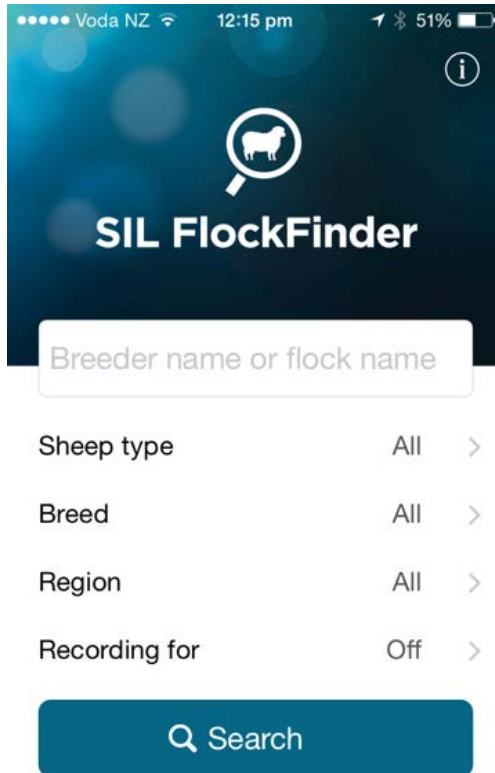 Voda NZ 12:15 pm 51%
i
SIL FlockFinder
Breeder name or flock name
Sheep type All
Breed All
Region All
Recording for Off
Search